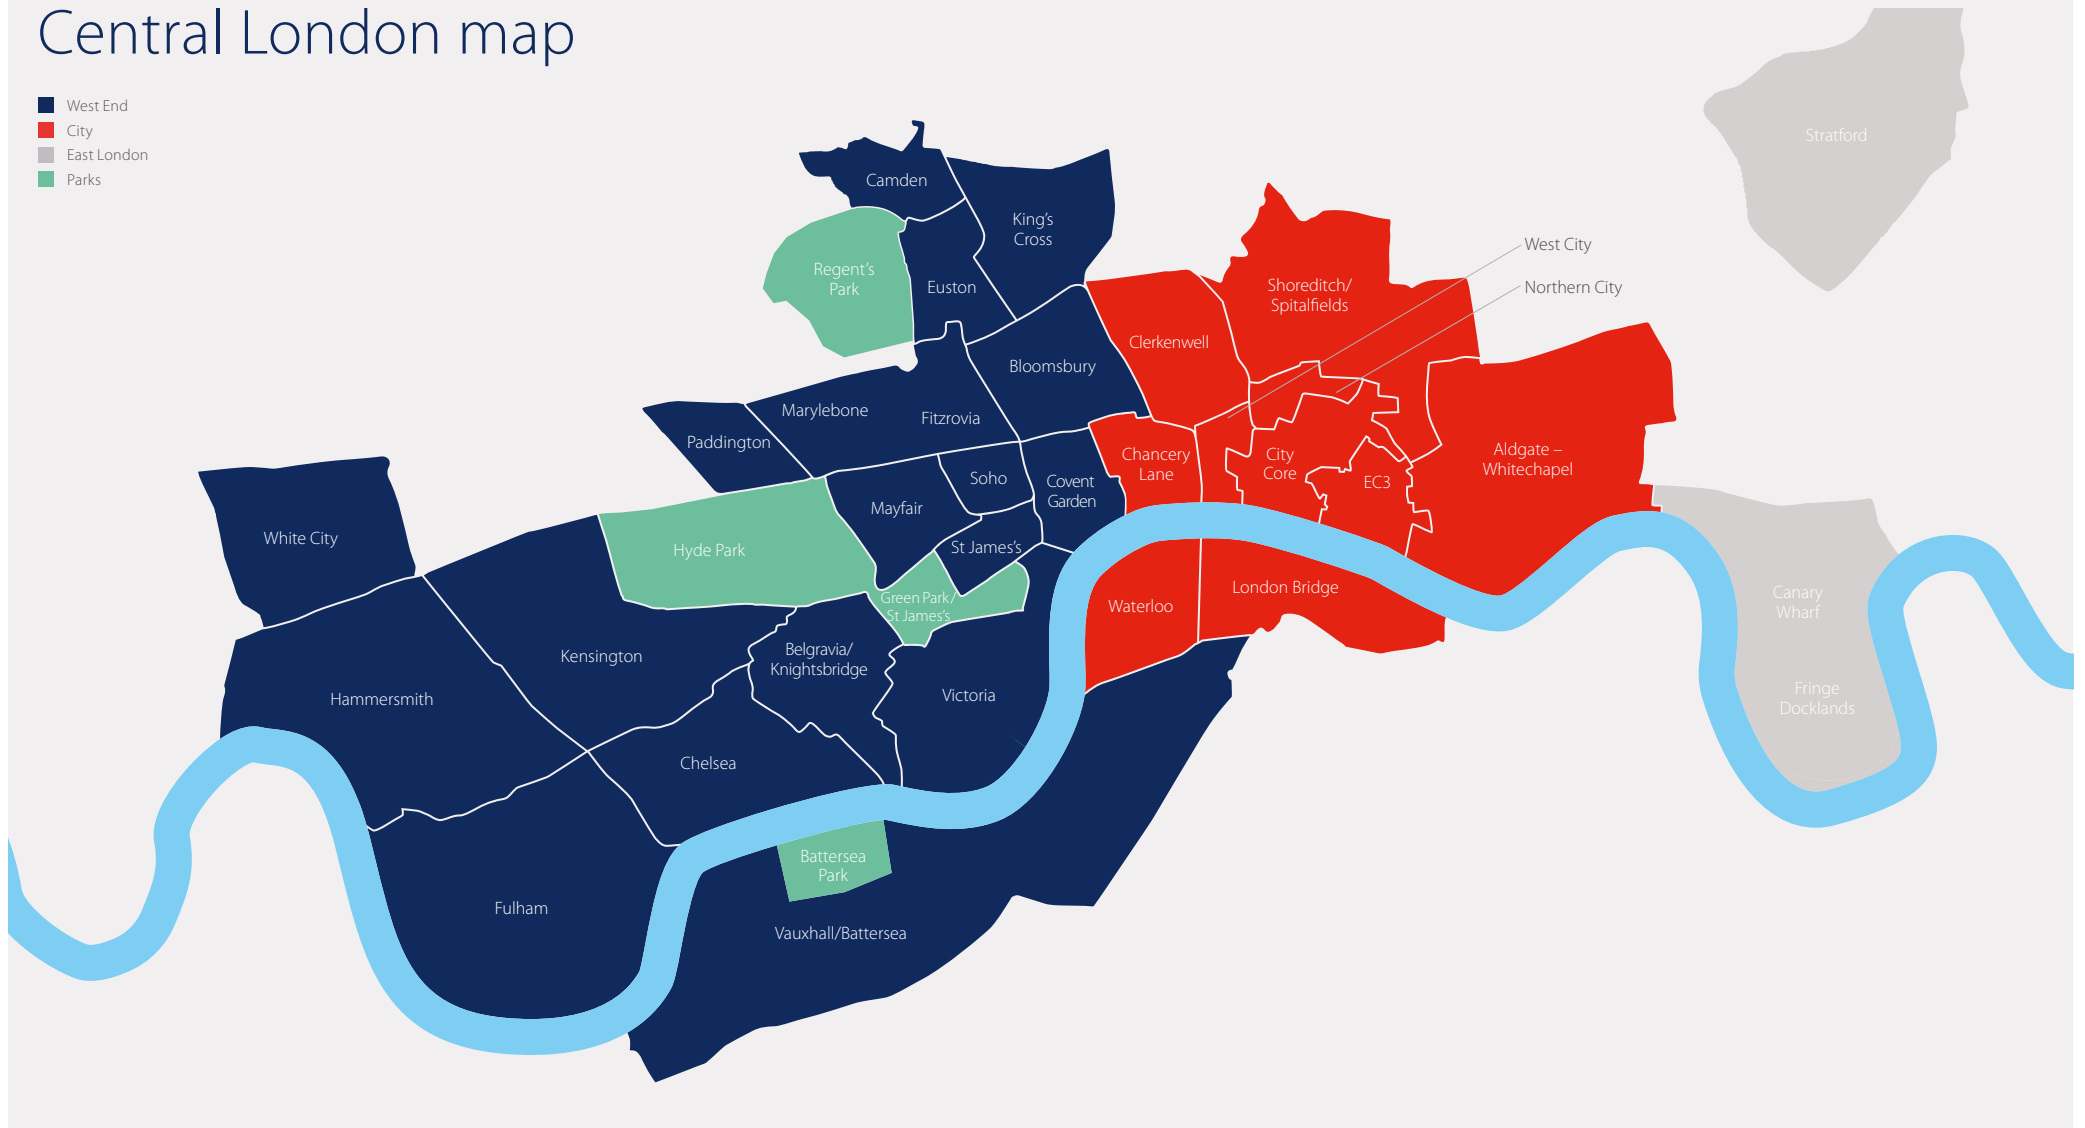 Central London map
West End
City
East London
Parks
Stratford
Camden
King's
Cross
West City
Regent's
Park
Euston
Shoreditch/
Spitalfields
Northern City
Clerkenwell
Bloomsbury
Marylebone
Fitzrovia
Paddington
Chancery
Lane
City
Core
EC3
Aldgate –
Whitechapel
Soho
Covent
Garden
Mayfair
White City
Hyde Park
St James's
Green Park/
St James's
Waterloo
London Bridge
Canary
Wharf
Kensington
Belgravia/
Knightsbridge
Hammersmith
Victoria
Fringe
Docklands
Chelsea
Battersea
Park
Fulham
Vauxhall/Battersea